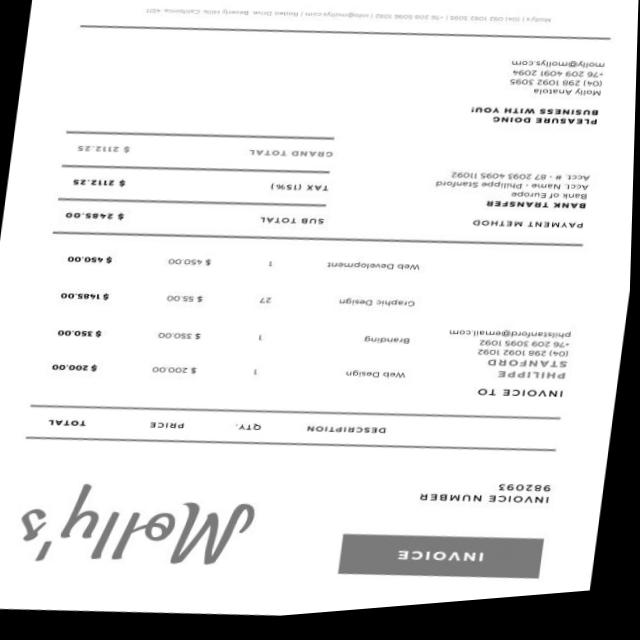 INVOICE
Molly's
INVOICE NUMBER
982093
DESCRIPTION QTY. PRICE TOTAL
INVOICE TO
PHILIPPE
STANFORD
(04) 298 1092 1092
+76 209 3095 1092
philstanford@email.com
Web Design 1 $ 200.00 $ 200.00
Branding 1 $ 350.00 $ 350.00
Graphic Design 27 $ 55.00 $ 1485.00
Web Development 1 $ 450.00 $ 450.00
PAYMENT METHOD
BANK TRANSFER
Bank of Europe
Acct. Name - Philippe Stanford
Acct. # - 87 2093 4095 11092
SUB TOTAL $ 2485.00
TAX (15%) $ 2112.25
GRAND TOTAL $ 2112.25
PLEASURE DOING
BUSINESS WITH YOU!
Molly Anatola
(04) 298 1092 3095
+76 209 4091 2094
molly@mollys.com
Molly's | (04) 092 1092 3095 | +76 209 3096 1092 | info@mollys.com | Rodeo Drive, Beverly Hills, California 4217